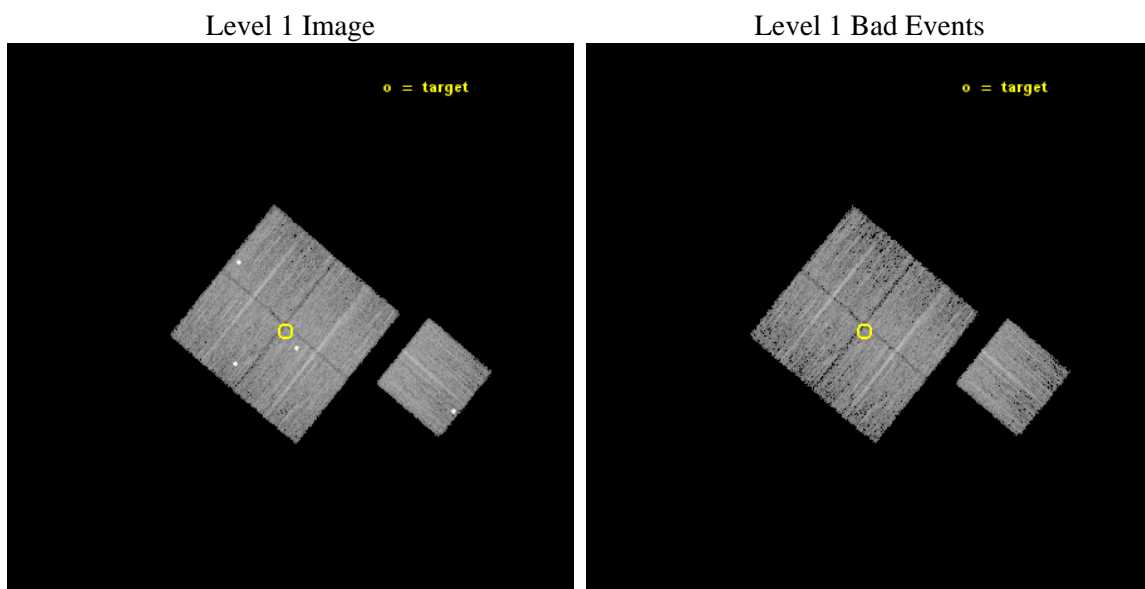 Level 1 Image
Level 1 Bad Events
o = target
o = target